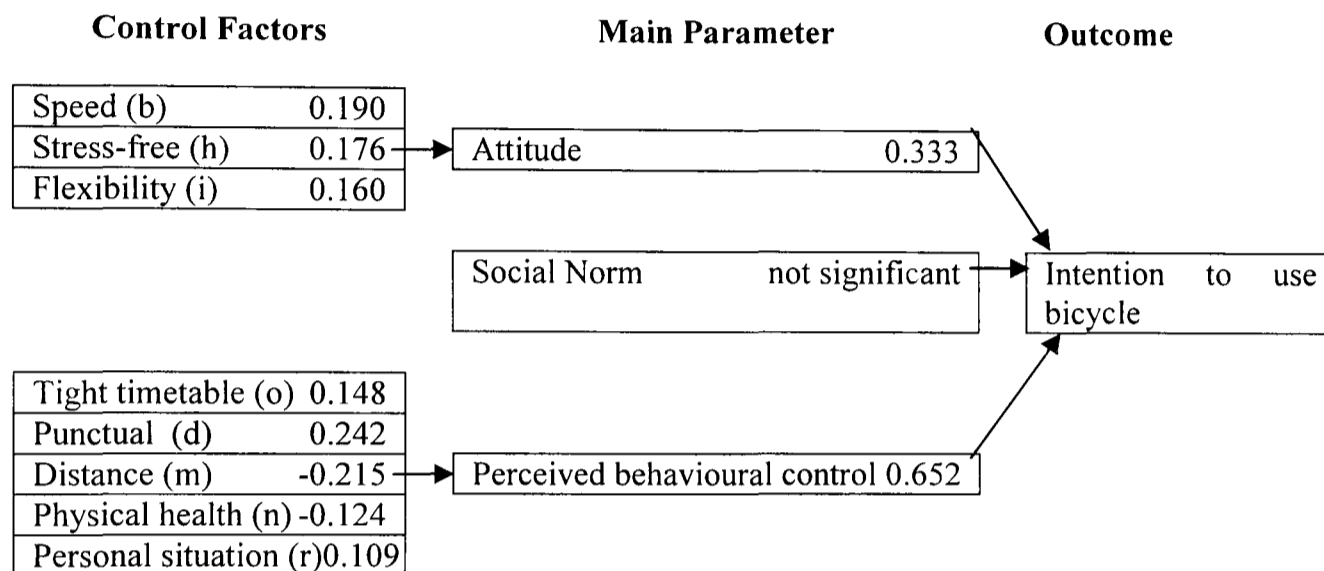 Control Factors Main Parameter Outcome
Speed (b) 0.190
Stress-free (h) 0.176
Flexibility (i) 0.160
Attitude 0.333
Social Norm not significant
Intention to use
bicycle
Tight timetable (o) 0.148
Punctual (d) 0.242
Distance (m) -0.215
Physical health (n) -0.124
Personal situation (r)0.109
Perceived behavioural control 0.652